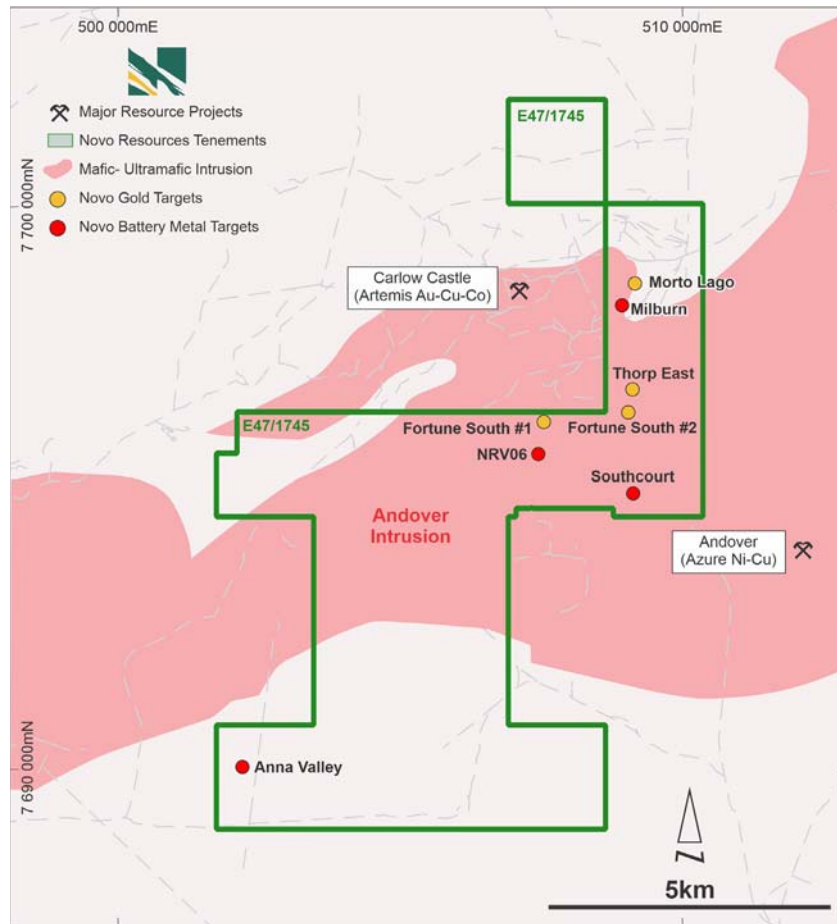 500 000mE
510 000mE
Major Resource Projects
Novo Resources Tenements
Mafic- Ultramafic Intrusion
Novo Gold Targets
Novo Battery Metal Targets
E47/1745
7 700 000mN
Carlow Castle
(Artemis Au-Cu-Co)
Morto Lago
Milburn
Thorp East
E47/1745
Fortune South #1
Fortune South #2
NRV06
Southcourt
Andover
Intrusion
Andover
(Azure Ni-Cu)
7 690 000mN
Anna Valley
N
5km